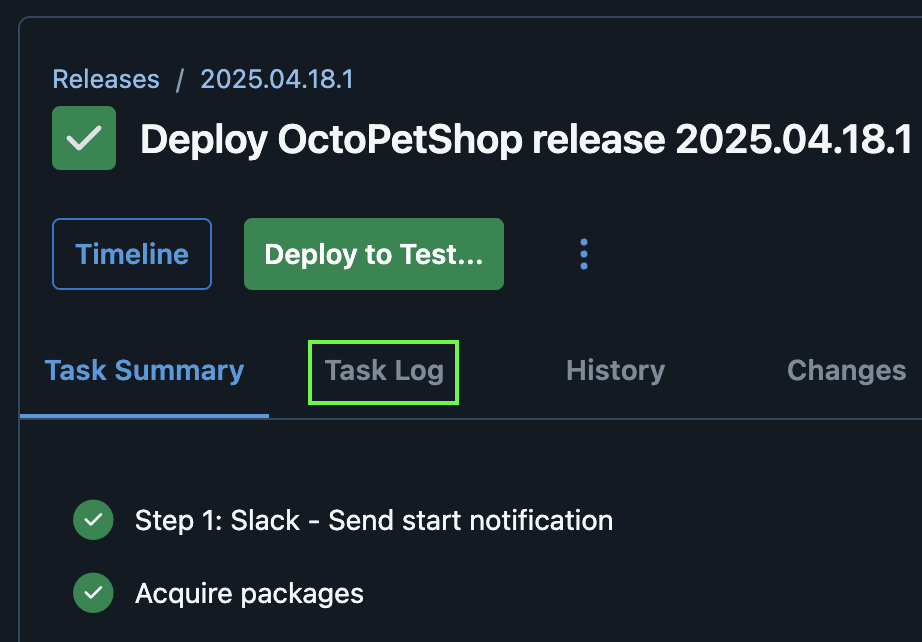 Releases / 2025.04.18.1
Deploy OctoPetShop release 2025.04.18.1
Timeline Deploy to Test...
Task Summary Task Log History Changes
Step 1: Slack - Send start notification
Acquire packages